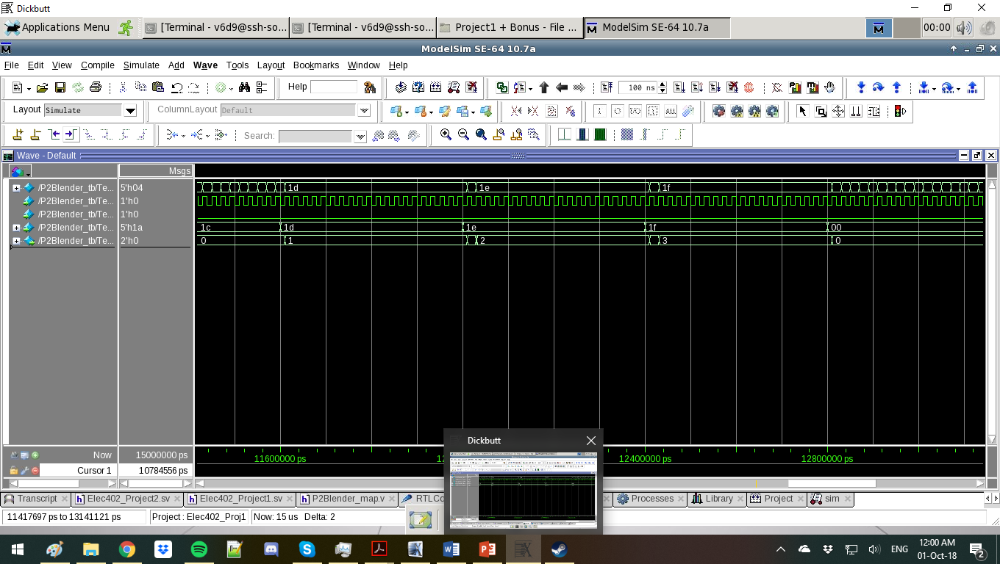 Dickbutt
Applications Menu [Terminal - v6d9@ssh-so... [Terminal - v6d9@ssh-so... Project1 + Bonus - File ... ModelSim SE-64 10.7a 00:00
ModelSim SE-64 10.7a
File Edit View Compile Simulate Add Wave Tools Layout Bookmarks Window Help
Help 100 ns
Layout Simulate ColumnLayout Default
Search:
Wave - Default
Msgs
/P2Blender_tb/Te... 5'h04 1d 1e 1f
/P2Blender_tb/Te... 1'h0
/P2Blender_tb/Te... 1'h0
/P2Blender_tb/Te... 5'h1a 1c 1d 1e 1f 00
/P2Blender_tb/Te... 2'h0 0 1 2 3 0
Dickbutt
Now 15000000 ps 11600000 ps 12400000 ps 12800000 ps
Cursor 1 10784556 ps
Transcript Elec402_Project2.sv Elec402_Project1.sv P2Blender_map.v RTLCo Processes Library Project sim
11417697 ps to 13141121 ps Project : Elec402_Proj1 Now: 15 us Delta: 2
ENG 12:00 AM
01-Oct-18 2